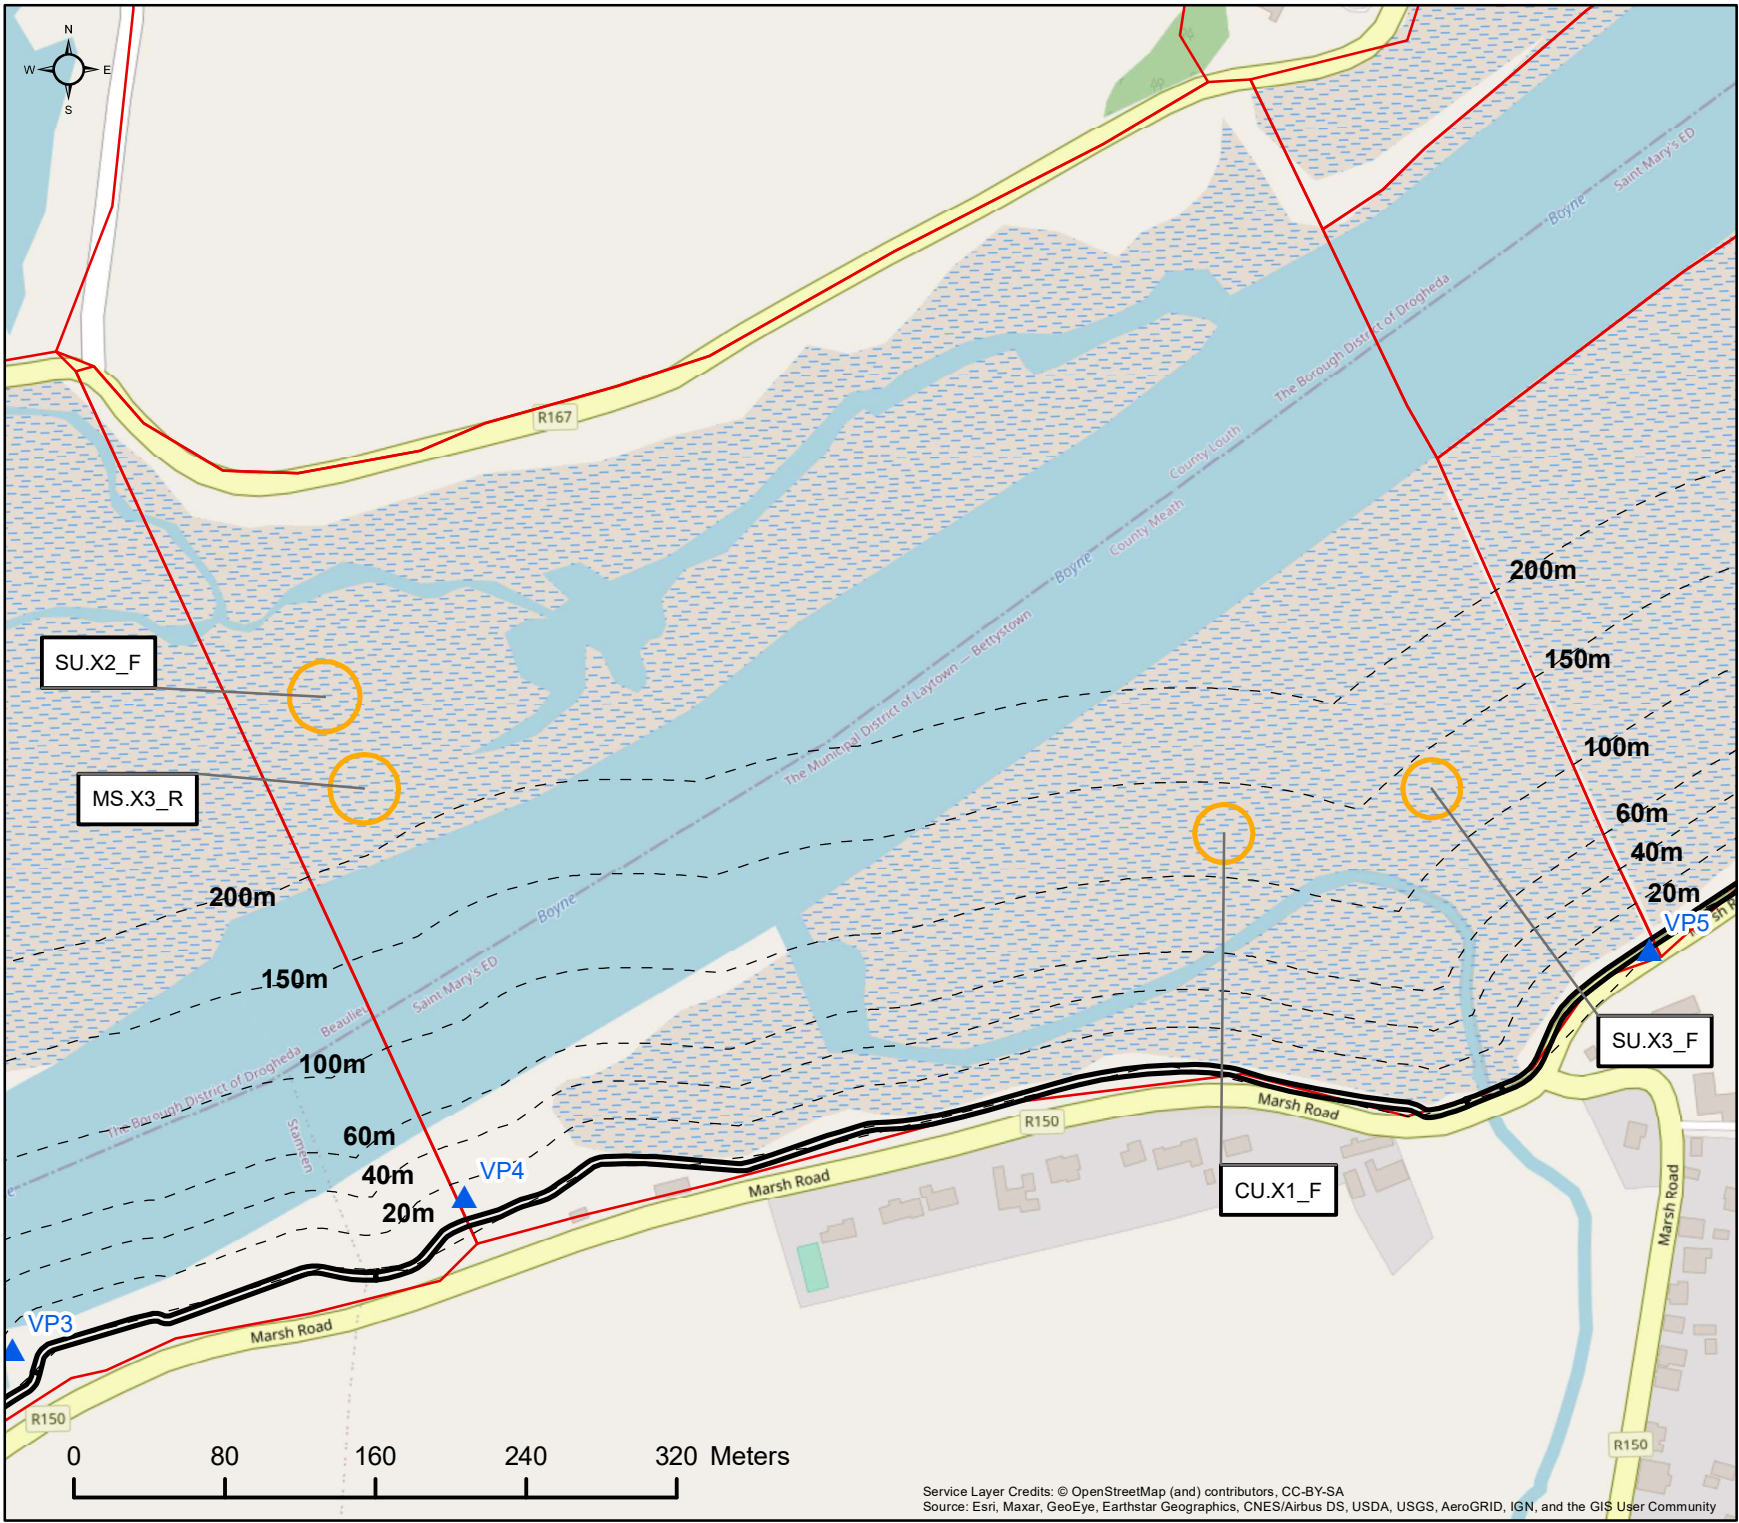 N
W E
S
Saint Mary's ED
Boyne
The Borough District of Drogheda
R167
County Louth
County Meath
Boyne
200m
The Municipal District of Laytown — Bettystown
150m
SU.X2_F
100m
MS.X3_R
60m
40m
200m
20m
Boyne
VP5
150m
Saint Mary's ED
Beaulieu
SU.X3_F
100m
The Borough District of Drogheda
Marsh Road
R150
60m
Stameen
40m
VP4
Marsh Road
CU.X1_F
20m
Marsh Road
VP3
Marsh Road
R150
R150
0 80 160 240 320 Meters
Service Layer Credits: © OpenStreetMap (and) contributors, CC-BY-SA
Source: Esri, Maxar, GeoEye, Earthstar Geographics, CNES/Airbus DS, USDA, USGS, AeroGRID, IGN, and the GIS User Community